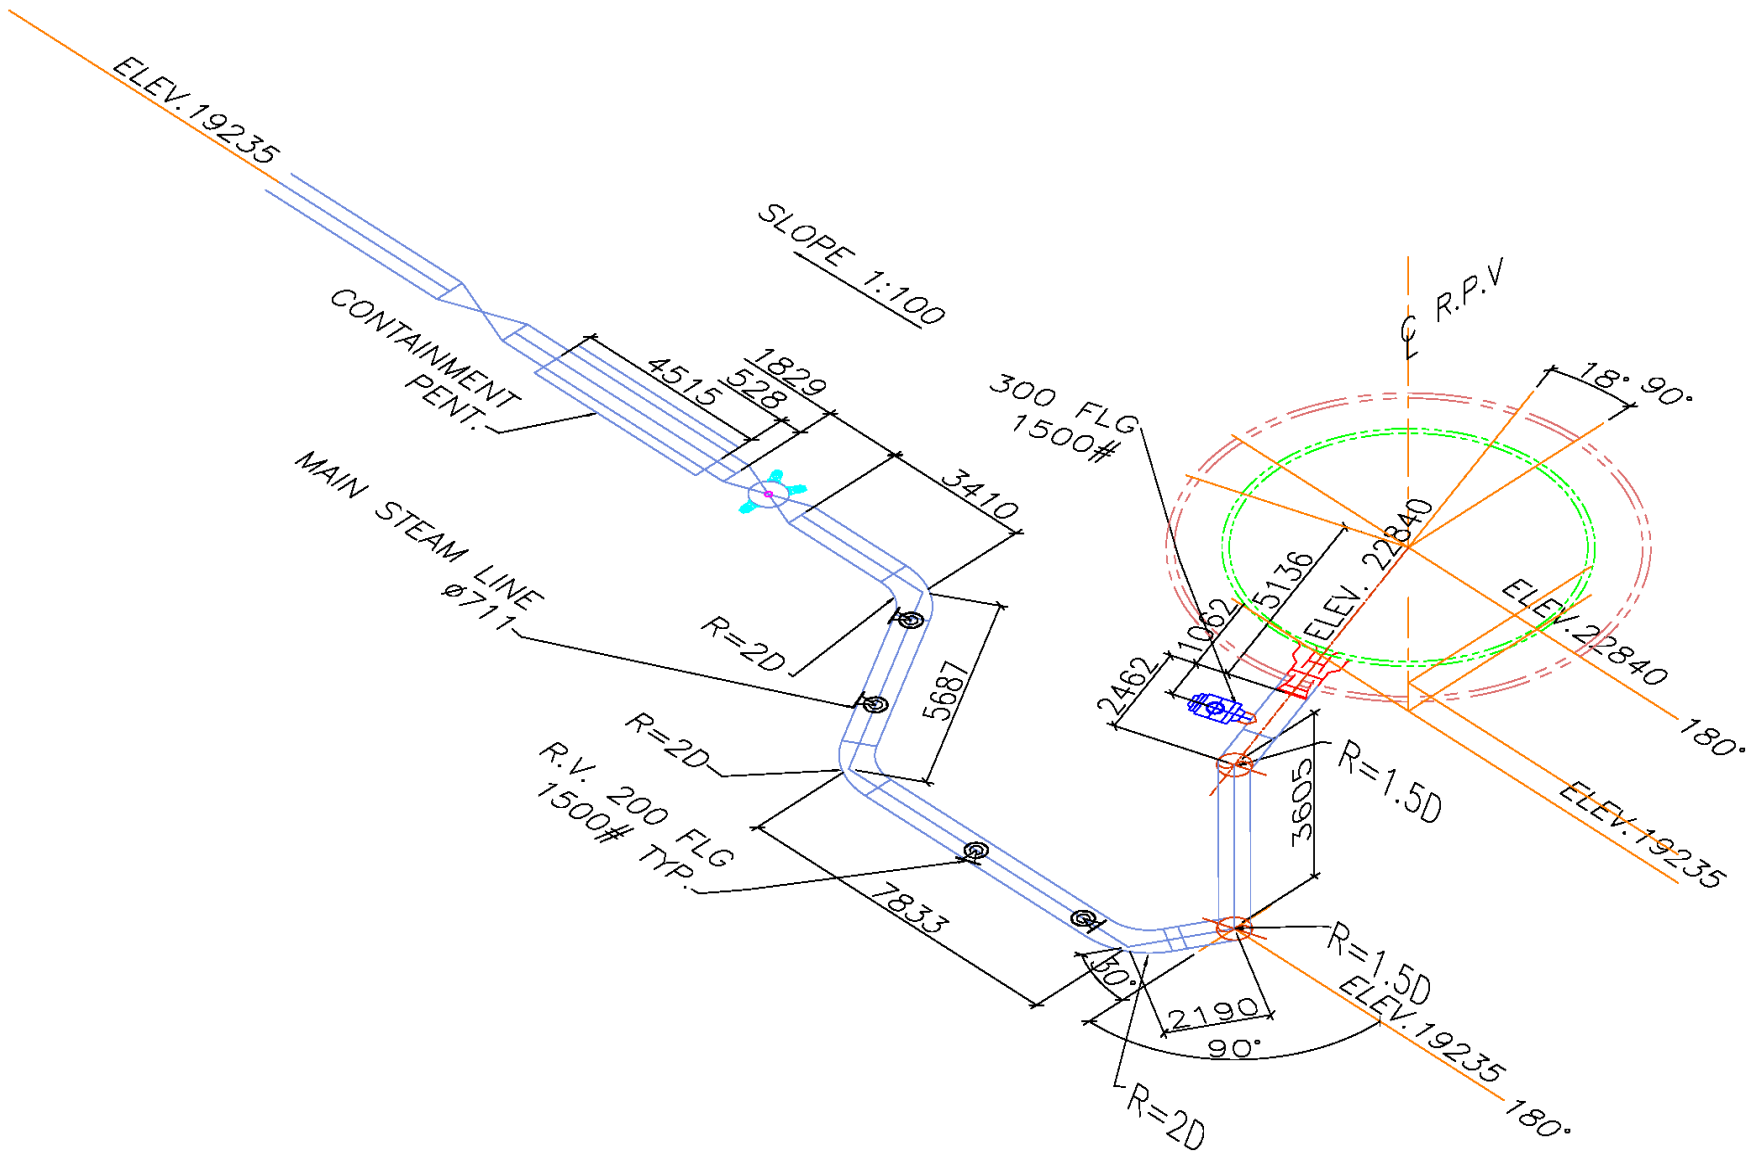 ELEV.19235
SLOPE 1:100
CONTAINMENT
PENT.
4515
1829
528
3410
300 FLG
1500#
℄ R.P.V
18° 90°
MAIN STEAM LINE
ø711
R=2D
5687
R=2D
R.V. 200 FLG
1500# TYP.
7833
ELEV. 22840
5136
1062
2462
ELEV.22840
180°
R=1.5D
3605
ELEV.19235
R=1.5D
30°
2190
90°
ELEV.19235
180°
R=2D